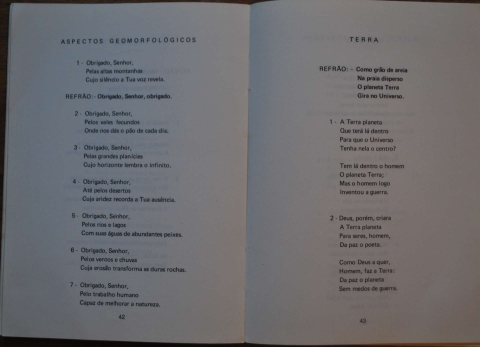 ASPECTOS GEOMORFOLÓGICOS
1 - Obrigado, Senhor,
Pelas altas montanhas
Cujo silêncio a Tua voz revela.
REFRÃO: - Obrigado, Senhor, obrigado.
2 - Obrigado, Senhor,
Pelos vales fecundos
Onde nos dás o pão de cada dia.
3 - Obrigado, Senhor,
Pelas grandes planícies
Cujo horizonte lembra o infinito.
4 - Obrigado, Senhor,
Até pelos desertos
Cuja aridez recorda a Tua ausência.
5 - Obrigado, Senhor,
Pelos rios e lagos
Com suas águas de abundantes peixes.
6 - Obrigado, Senhor,
Pelos ventos e chuvas
Cuja erosão transforma as duras rochas.
7 - Obrigado, Senhor,
Pelo trabalho humano
Capaz de melhorar a natureza.
42
TERRA
REFRÃO: - Como grão de areia
Na praia disperso
O planeta Terra
Gira no Universo.
1 - A Terra planeta
Que terá lá dentro
Para que o Universo
Tenha nela o centro?
Tem lá dentro o homem
O planeta Terra;
Mas o homem logo
Inventou a guerra.
2 - Deus, porém, criara
A Terra planeta
Para seres, homem,
Da paz o poeta.
Como Deus a quer,
Homem, faz a Terra:
Da paz o planeta
Sem medos de guerra.
43